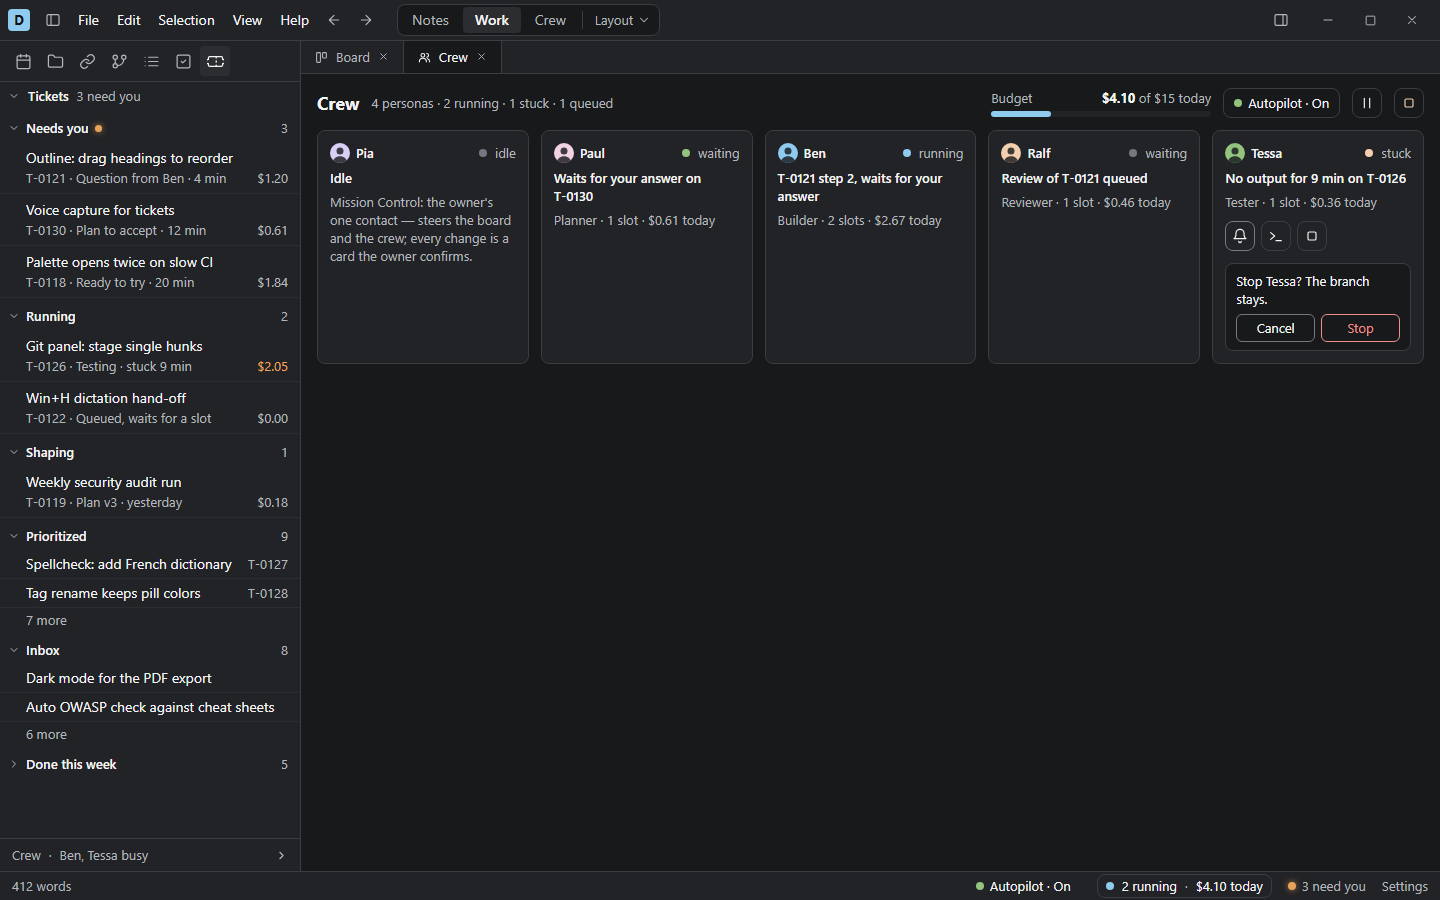 D File Edit Selection View Help Notes Work Crew Layout
Board Crew
Tickets 3 need you
Needs you 3
Outline: drag headings to reorder
T-0121 · Question from Ben · 4 min $1.20
Voice capture for tickets
T-0130 · Plan to accept · 12 min $0.61
Palette opens twice on slow CI
T-0118 · Ready to try · 20 min $1.84
Running 2
Git panel: stage single hunks
T-0126 · Testing · stuck 9 min $2.05
Win+H dictation hand-off
T-0122 · Queued, waits for a slot $0.00
Shaping 1
Weekly security audit run
T-0119 · Plan v3 · yesterday $0.18
Prioritized 9
Spellcheck: add French dictionary T-0127
Tag rename keeps pill colors T-0128
7 more
Inbox 8
Dark mode for the PDF export
Auto OWASP check against cheat sheets
6 more
Done this week 5
Crew · Ben, Tessa busy
Crew 4 personas · 2 running · 1 stuck · 1 queued
Budget $4.10 of $15 today
Autopilot · On
Pia idle
Idle
Mission Control: the owner's
one contact — steers the board
and the crew; every change is a
card the owner confirms.
Paul waiting
Waits for your answer on
T-0130
Planner · 1 slot · $0.61 today
Ben running
T-0121 step 2, waits for your
answer
Builder · 2 slots · $2.67 today
Ralf waiting
Review of T-0121 queued
Reviewer · 1 slot · $0.46 today
Tessa stuck
No output for 9 min on T-0126
Tester · 1 slot · $0.36 today
Stop Tessa? The branch
stays.
Cancel Stop
412 words Autopilot · On 2 running · $4.10 today 3 need you Settings